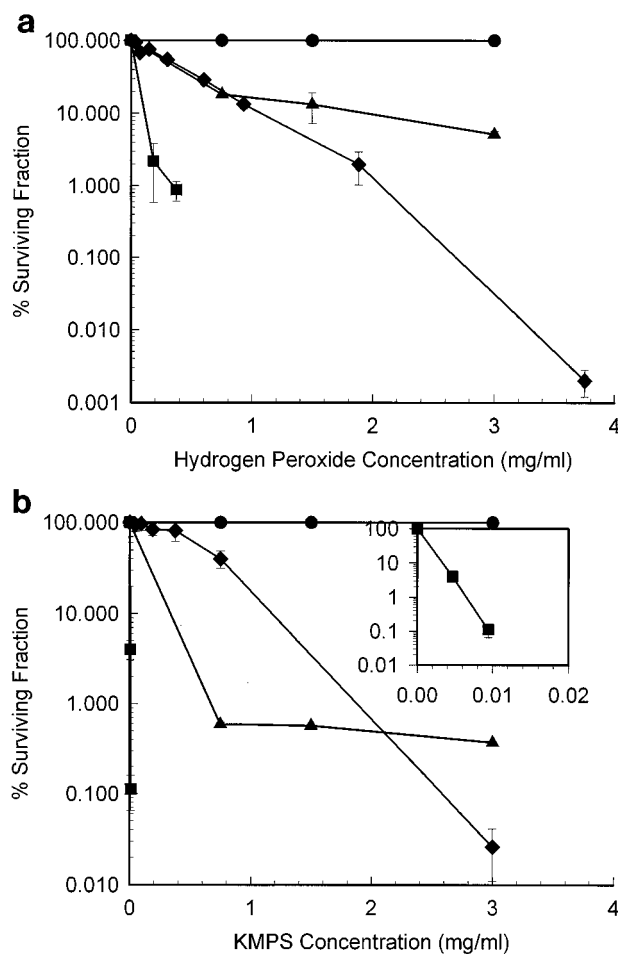 a
100.000
10.000
1.000
0.100
0.010
0.001
% Surviving Fraction
0 1 2 3 4
Hydrogen Peroxide Concentration (mg/ml)
b
100.000
10.000
1.000
0.100
0.010
% Surviving Fraction
100
10
1
0.1
0.01
0.00 0.01 0.02
0 1 2 3 4
KMPS Concentration (mg/ml)